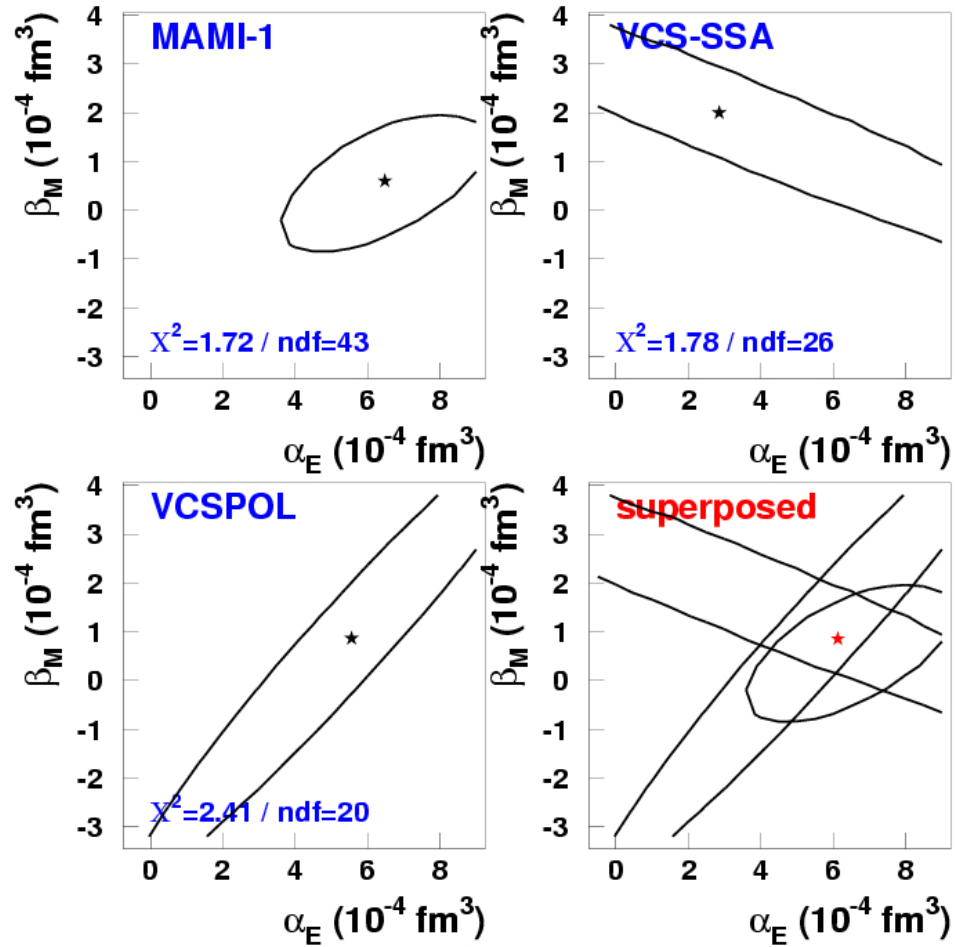 MAMI-1
β_M (10^-4 fm^3)
4
3
2
1
0
-1
-2
-3
X^2=1.72 / ndf=43
0 2 4 6 8
α_E (10^-4 fm^3)
VCS-SSA
β_M (10^-4 fm^3)
4
3
2
1
0
-1
-2
-3
X^2=1.78 / ndf=26
0 2 4 6 8
α_E (10^-4 fm^3)
VCSPOL
β_M (10^-4 fm^3)
4
3
2
1
0
-1
-2
-3
X^2=2.41 / ndf=20
0 2 4 6 8
α_E (10^-4 fm^3)
superposed
β_M (10^-4 fm^3)
4
3
2
1
0
-1
-2
-3
0 2 4 6 8
α_E (10^-4 fm^3)